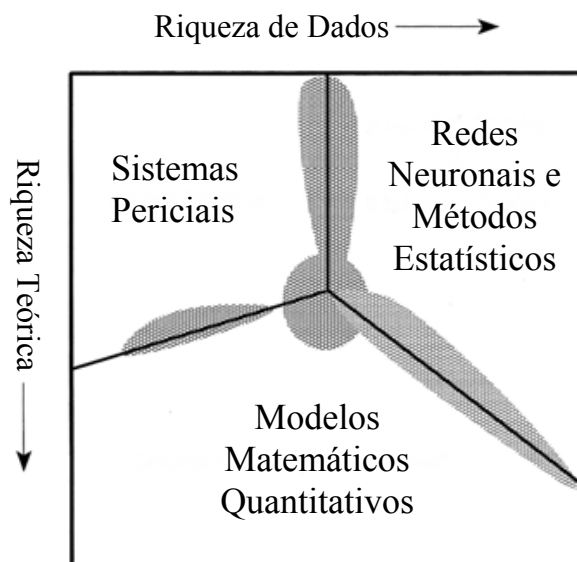 Riqueza de Dados
Riqueza Teórica
Sistemas
Periciais
Redes
Neuronais e
Métodos
Estatísticos
Modelos
Matemáticos
Quantitativos